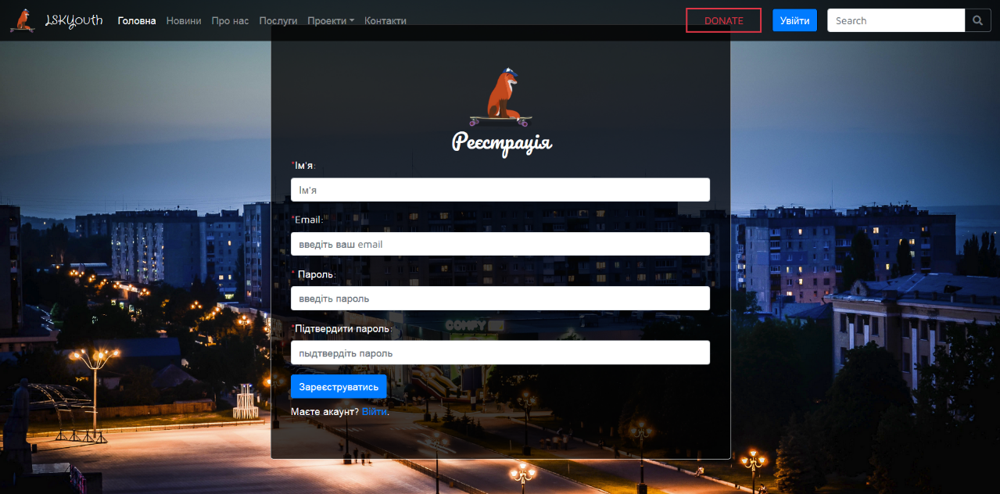 LSKYouth Головна Новини Про нас Послуги Проекти Контакти DONATE Увійти Search
Реєстрація
*Ім'я:
Ім'я
*Email:
введіть ваш email
* Пароль:
введіть пароль
COMFY
*Підтвердити пароль:
пыдтвердіть пароль
Зареєструватись
Маєте акаунт? Війти.